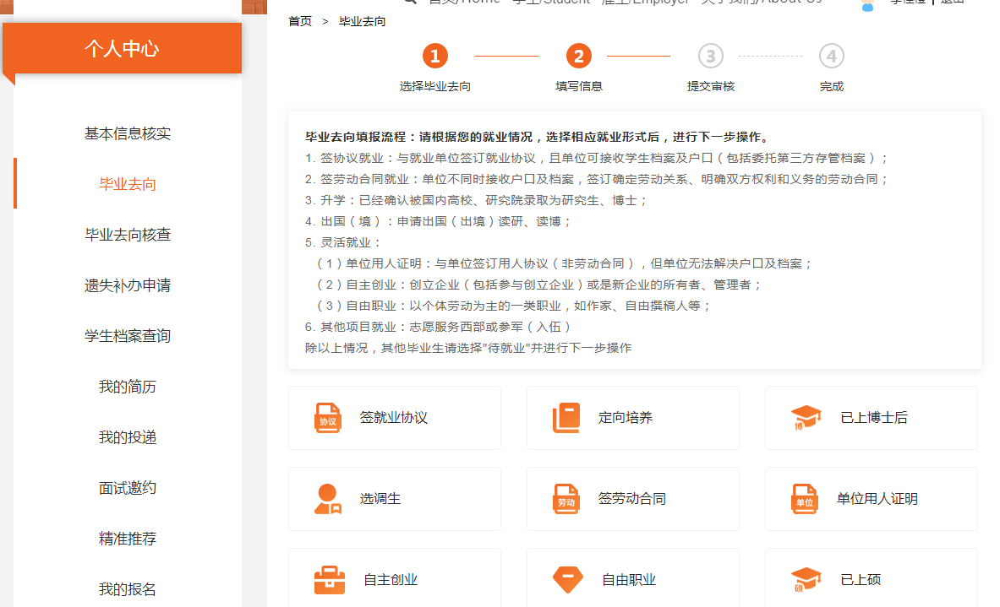 首页 > 毕业去向
个人中心
基本信息核实
毕业去向
毕业去向核查
遗失补办申请
学生档案查询
我的简历
我的投递
面试邀约
精准推荐
我的报名
1
2
3
4
选择毕业去向
填写信息
提交审核
完成
毕业去向填报流程：请根据您的就业情况，选择相应就业形式后，进行下一步操作。
1. 签协议就业：与就业单位签订就业协议，且单位可接收学生档案及户口（包括委托第三方存管档案）；
2. 签劳动合同就业：单位不同时接收户口及档案，签订确定劳动关系、明确双方权利和义务的劳动合同；
3. 升学：已经确认被国内高校、研究院录取为研究生、博士；
4. 出国（境）：申请出国（出境）读研、读博；
5. 灵活就业：
（1）单位用人证明：与单位签订用人协议（非劳动合同），但单位无法解决户口及档案；
（2）自主创业：创立企业（包括参与创立企业）或是新企业的所有者、管理者；
（3）自由职业：以个体劳动为主的一类职业，如作家、自由撰稿人等；
6. 其他项目就业：志愿服务西部或参军（入伍）
除以上情况，其他毕业生请选择"待就业"并进行下一步操作
协议 签就业协议
定向培养
博 已上博士后
选调生
劳动 签劳动合同
单位 单位用人证明
自主创业
自由职业
硕 已上硕